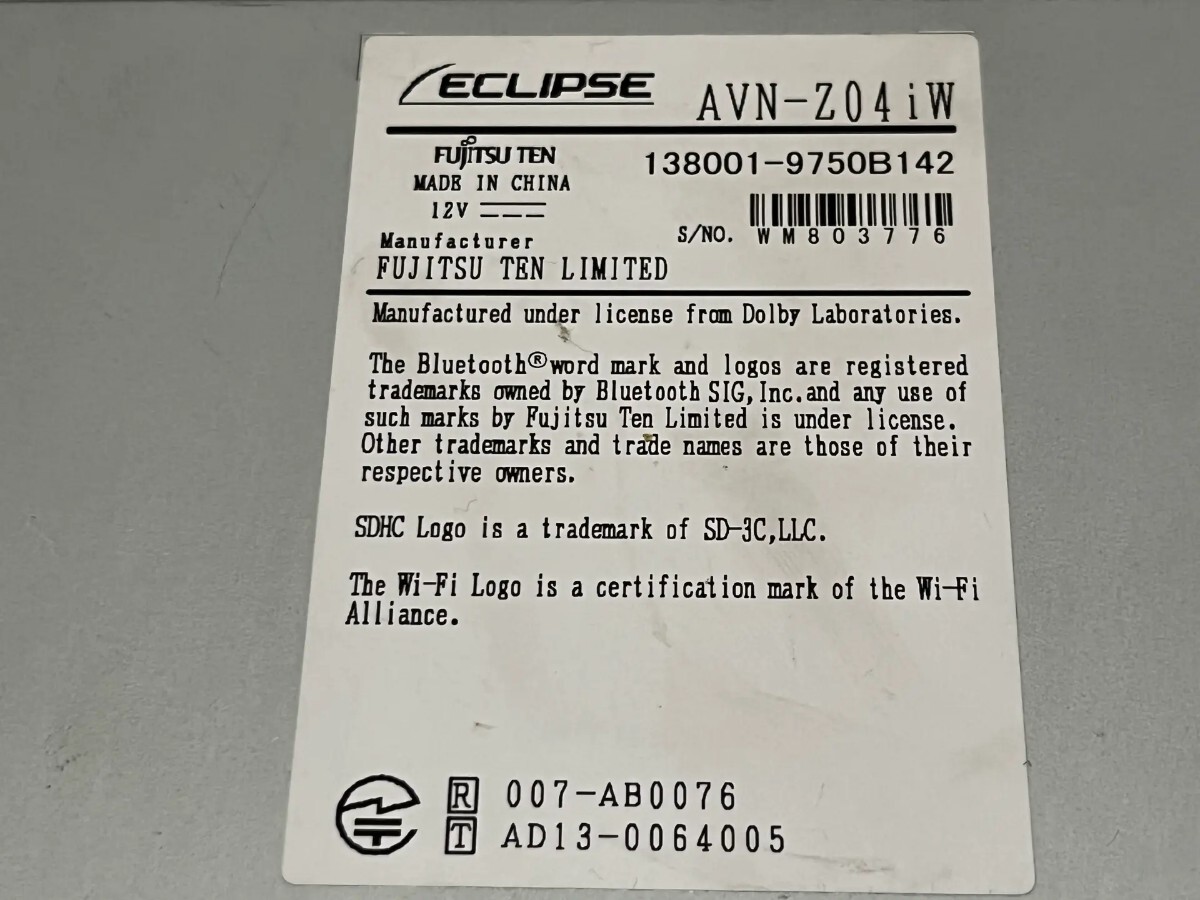 ECLIPSE AVN-Z04iW
FUJITSU TEN 138001-9750B142
MADE IN CHINA
12V
S/NO. WM803776
Manufacturer
FUJITSU TEN LIMITED
Manufactured under license from Dolby Laboratories.
The Bluetooth® word mark and logos are registered
trademarks owned by Bluetooth SIG, Inc. and any use of
such marks by Fujitsu Ten Limited is under license.
Other trademarks and trade names are those of their
respective owners.
SDHC Logo is a trademark of SD-3C, LLC.
The Wi-Fi Logo is a certification mark of the Wi-Fi
Alliance.
R 007-AB0076
T AD13-0064005